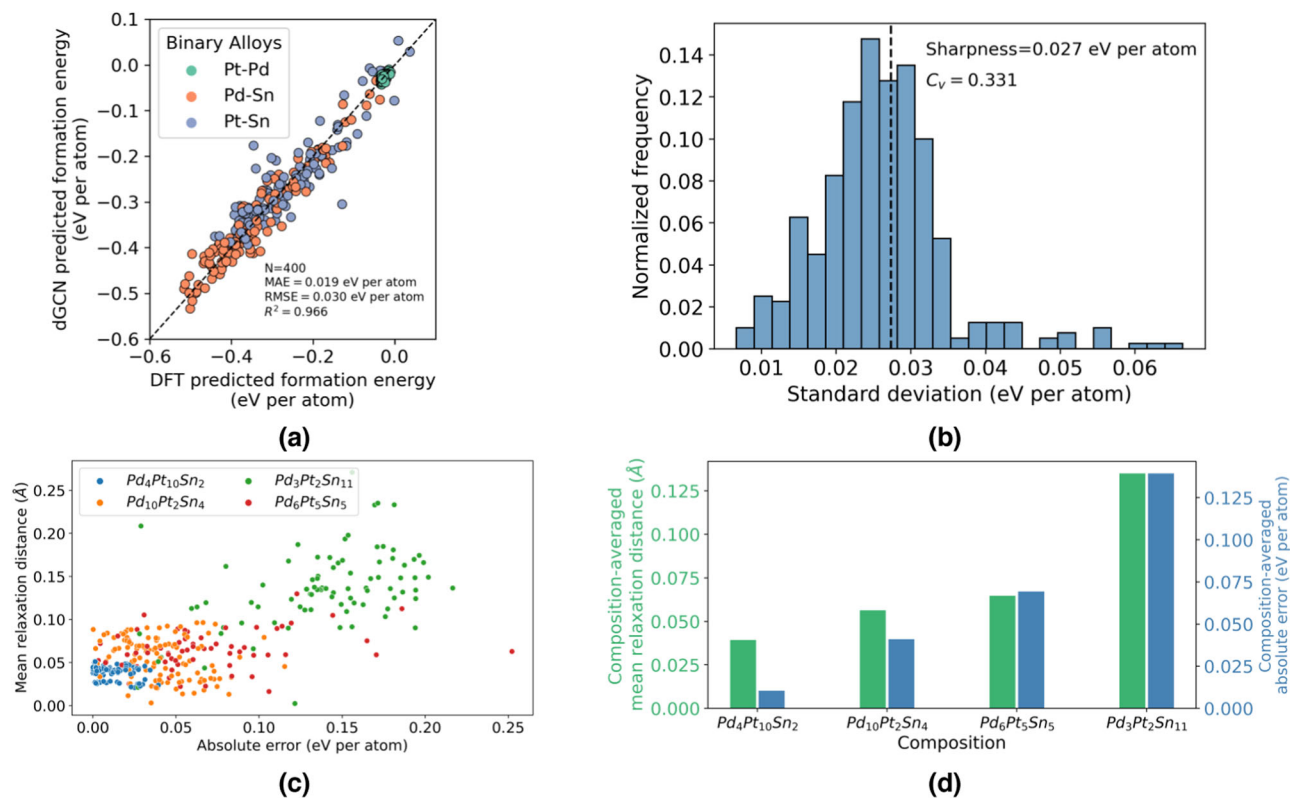 dGCN predicted formation energy
(eV per atom)
0.1
0.0
−0.1
−0.2
−0.3
−0.4
−0.5
−0.6
Binary Alloys
Pt-Pd
Pd-Sn
Pt-Sn
N=400
MAE = 0.019 eV per atom
RMSE = 0.030 eV per atom
R² = 0.966
−0.6 −0.4 −0.2 0.0
DFT predicted formation energy
(eV per atom)
(a)
Normalized frequency
0.14
0.12
0.10
0.08
0.06
0.04
0.02
0.00
Sharpness=0.027 eV per atom
Cᵥ = 0.331
0.01 0.02 0.03 0.04 0.05 0.06
Standard deviation (eV per atom)
(b)
Mean relaxation distance (Å)
0.25
0.20
0.15
0.10
0.05
0.00
Pd₄Pt₁₀Sn₂ Pd₃Pt₂Sn₁₁
Pd₁₀Pt₂Sn₄ Pd₆Pt₅Sn₅
0.00 0.05 0.10 0.15 0.20 0.25
Absolute error (eV per atom)
(c)
Composition-averaged
mean relaxation distance (Å)
0.125
0.100
0.075
0.050
0.025
0.000
0.125
0.100
0.075
0.050
0.025
0.000
Composition-averaged
absolute error (eV per atom)
Pd₄Pt₁₀Sn₂ Pd₁₀Pt₂Sn₄ Pd₆Pt₅Sn₅ Pd₃Pt₂Sn₁₁
Composition
(d)